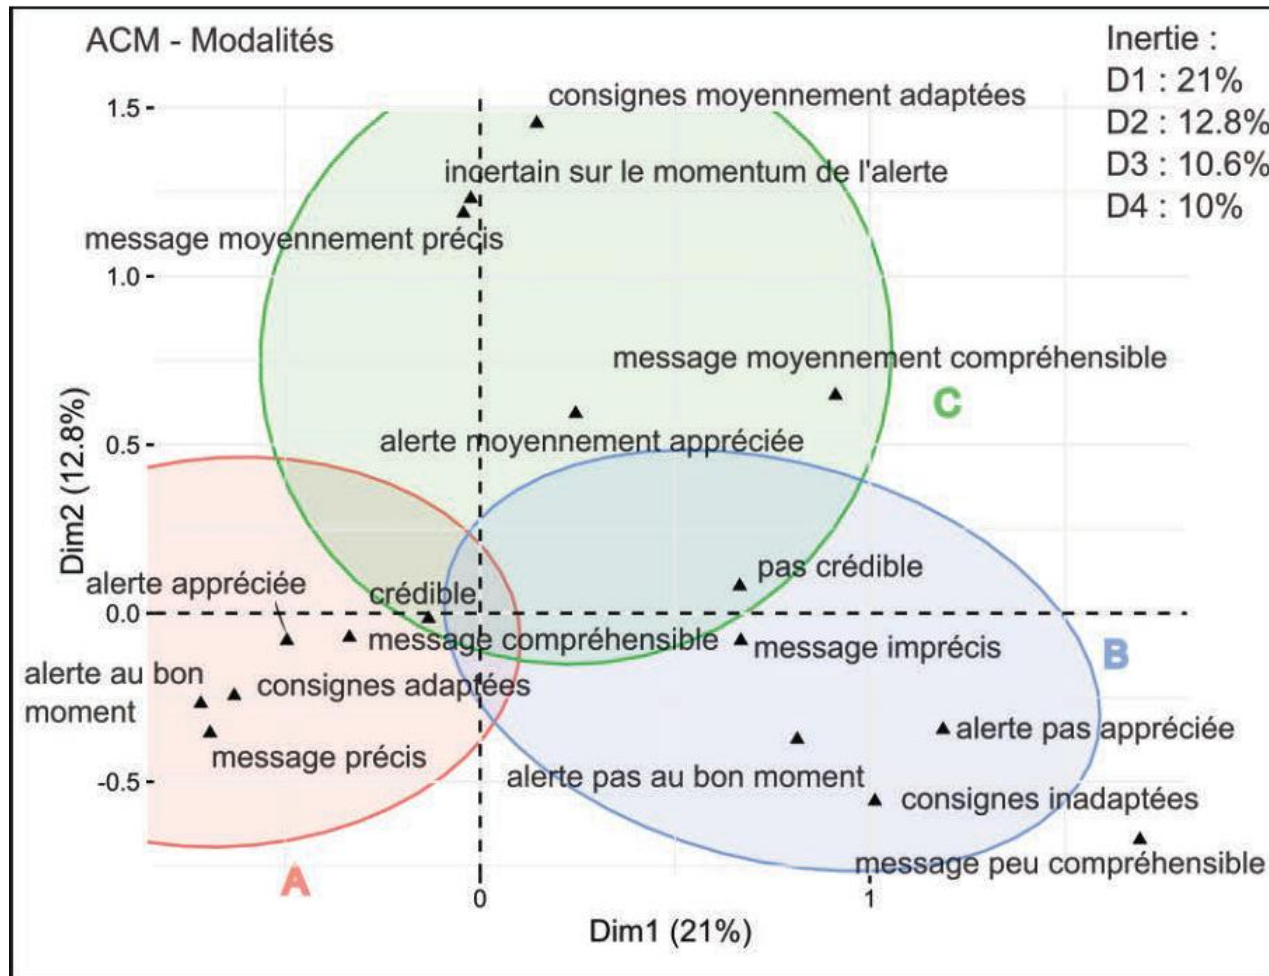 ACM - Modalités
Inertie :
D1 : 21%
D2 : 12.8%
D3 : 10.6%
D4 : 10%
consignes moyennement adaptées
1.5
incertain sur le momentum de l'alerte
message moyennement précis
1.0
message moyennement compréhensible
C
alerte moyennement appréciée
0.5
Dim2 (12.8%)
pas crédible
alerte appréciée
crédible
0.0
message compréhensible
message imprécis
B
alerte au bon
moment
consignes adaptées
alerte pas appréciée
message précis
alerte pas au bon moment
-0.5
consignes inadaptées
message peu compréhensible
A
0
1
Dim1 (21%)